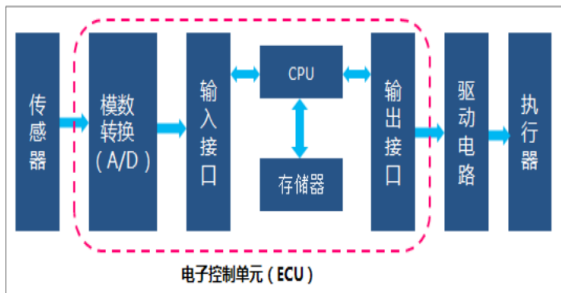 传感器
模数
转换
（A/D）
输入接口
CPU
存储器
输出接口
驱动电路
执行器
电子控制单元（ECU）